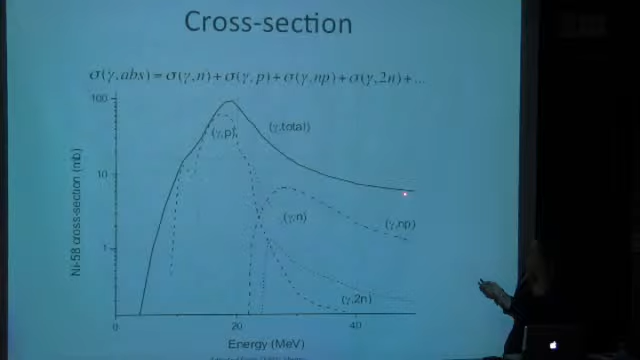 Cross-section
σ(γ,abs) = σ(γ,n) + σ(γ,p) + σ(γ,np) + σ(γ,2n) + ...
100
(γ,total)
(γ,p)
10
(γ,n)
(γ,np)
1
(γ,2n)
Ni-58 cross-section (mb)
0
20
40
Energy (MeV)